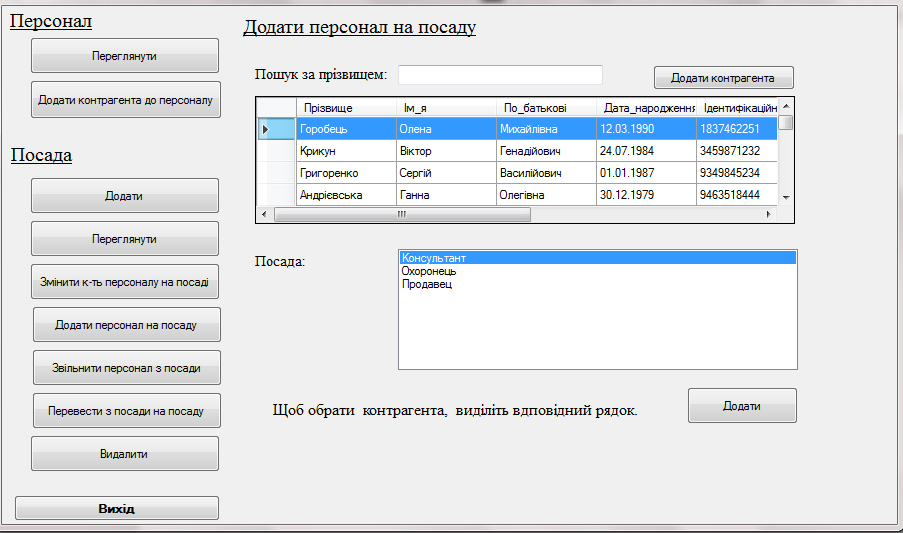 Персонал
Переглянути
Додати контрагента до персоналу
Посада
Додати
Переглянути
Змінити к-ть персоналу на посаді
Додати персонал на посаду
Звільнити персонал з посади
Перевести з посади на посаду
Видалити
Вихід
Додати персонал на посаду
Пошук за прізвищем:
Додати контрагента
Прізвище Ім_я По_батькові Дата_народження Ідентифікаційн
Горобець Олена Михайлівна 12.03.1990 1837462251
Крикун Віктор Генадійович 24.07.1984 3459871232
Григоренко Сергій Василійович 01.01.1987 9349845234
Андрієвська Ганна Олегівна 30.12.1979 9463518444
Посада:
Консультант
Охоронець
Продавец
Щоб обрати контрагента, виділіть вдповідний рядок.
Додати